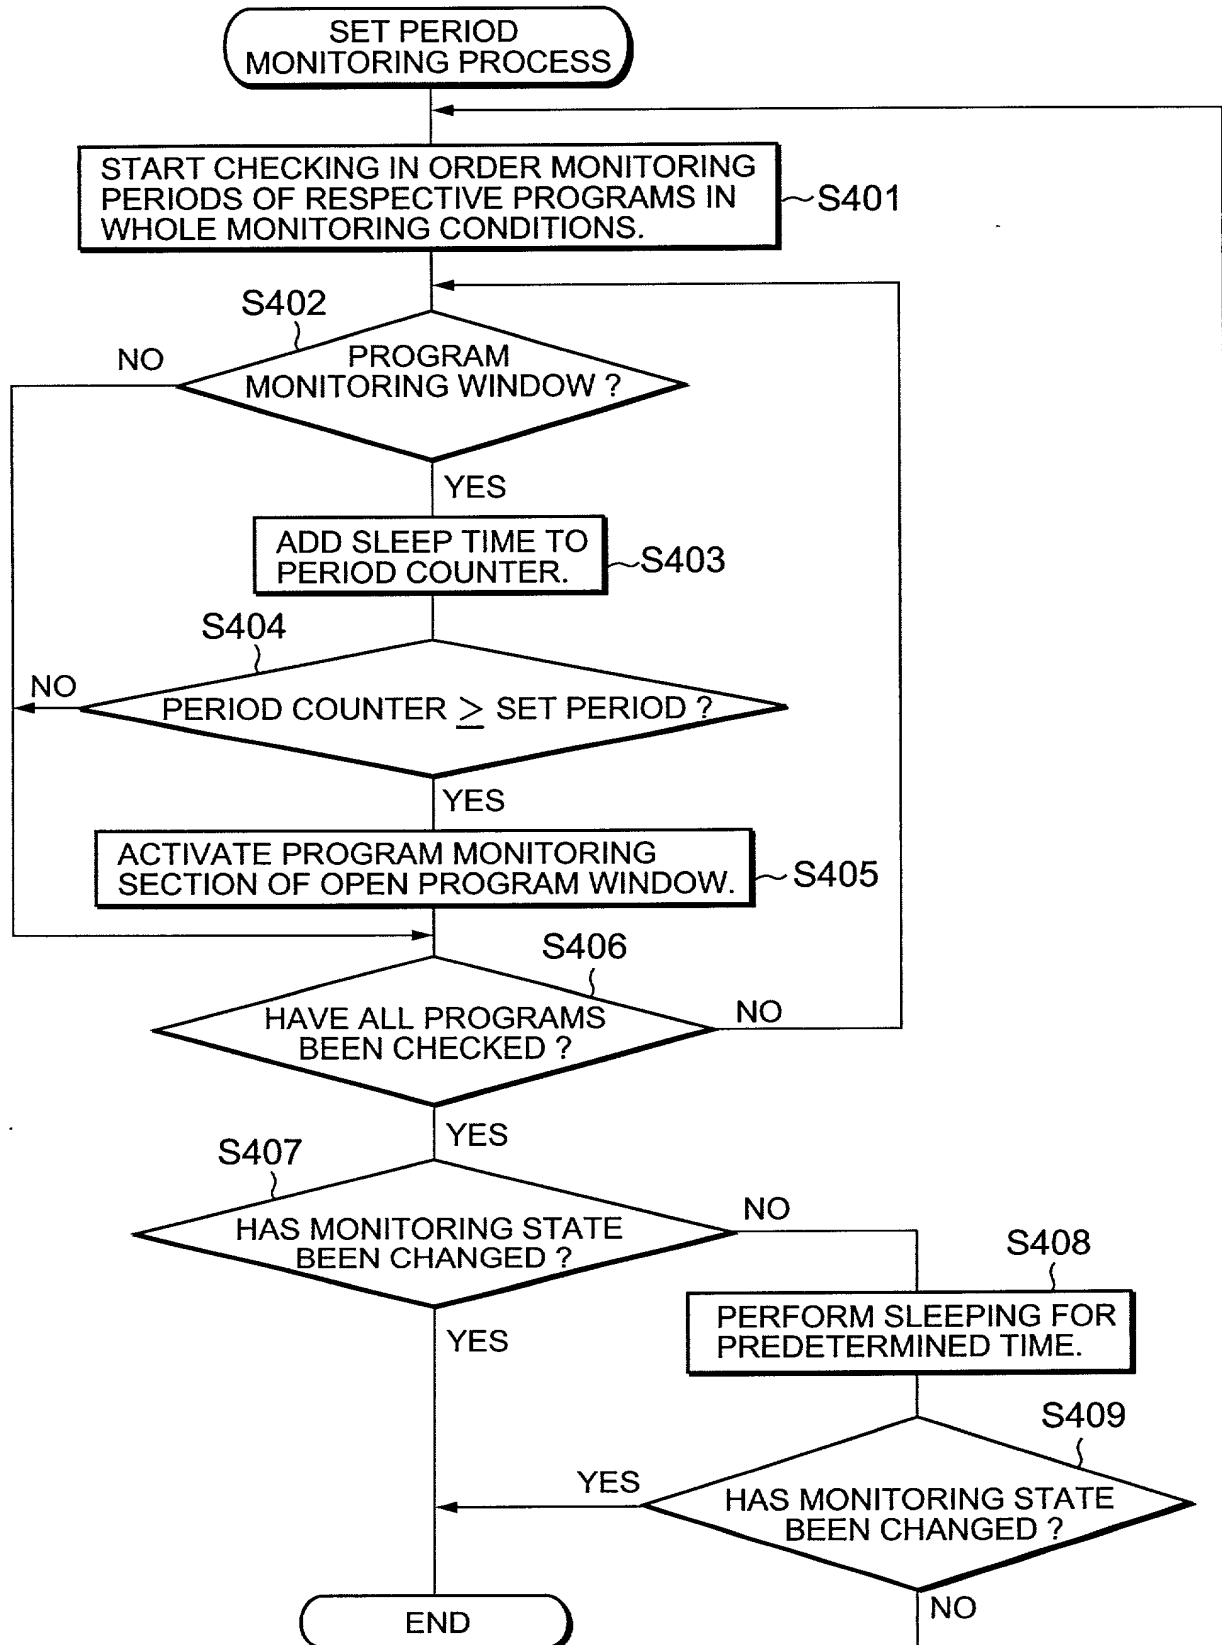 SET PERIOD
MONITORING PROCESS
START CHECKING IN ORDER MONITORING
PERIODS OF RESPECTIVE PROGRAMS IN
WHOLE MONITORING CONDITIONS.
S401
S402
NO
PROGRAM
MONITORING WINDOW ?
YES
ADD SLEEP TIME TO
PERIOD COUNTER.
S403
S404
NO
PERIOD COUNTER ≥ SET PERIOD ?
YES
ACTIVATE PROGRAM MONITORING
SECTION OF OPEN PROGRAM WINDOW.
S405
S406
HAVE ALL PROGRAMS
BEEN CHECKED ?
NO
YES
S407
HAS MONITORING STATE
BEEN CHANGED ?
NO
YES
S408
PERFORM SLEEPING FOR
PREDETERMINED TIME.
S409
YES
HAS MONITORING STATE
BEEN CHANGED ?
NO
END